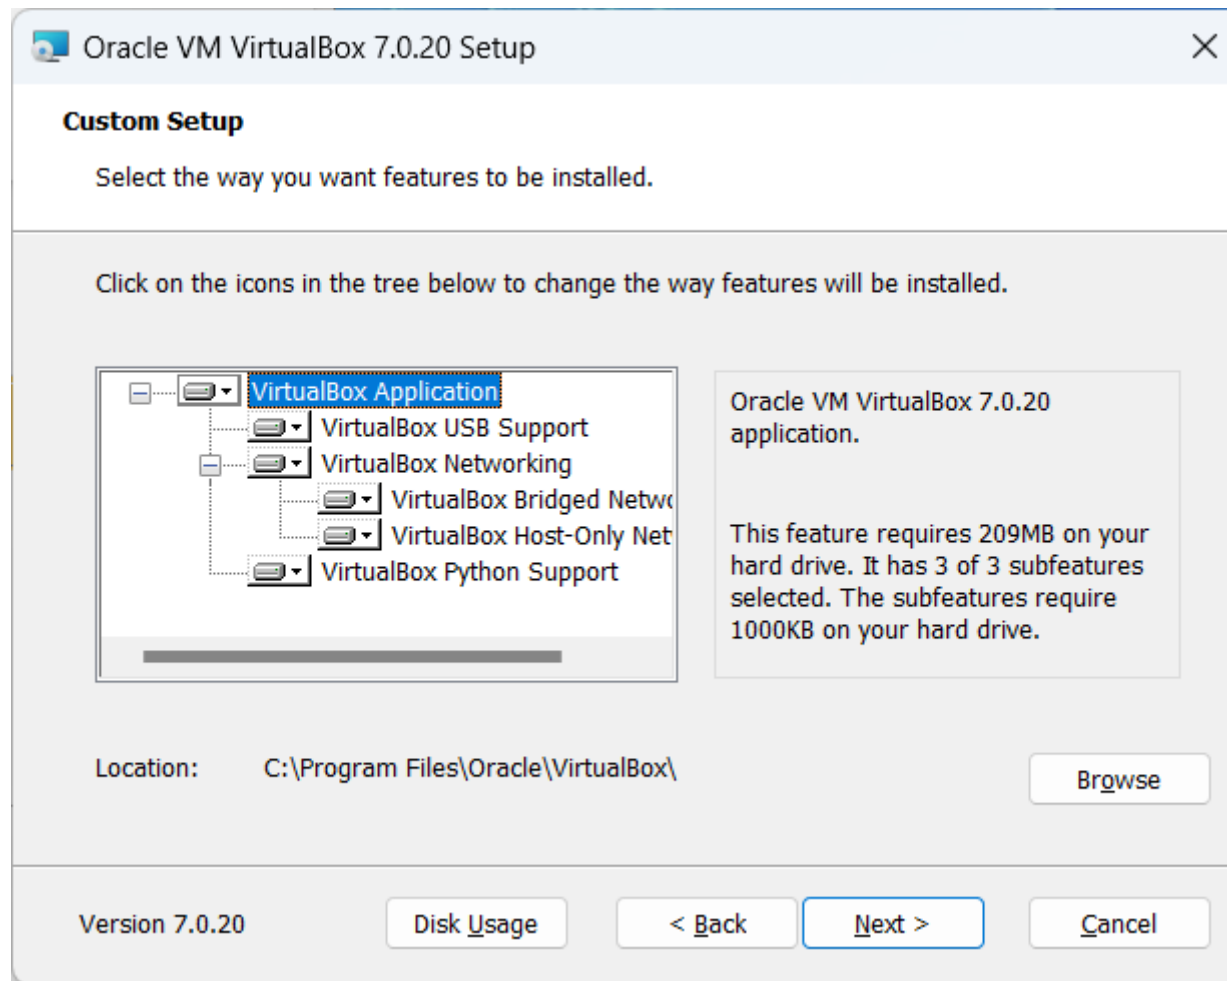 Oracle VM VirtualBox 7.0.20 Setup
Custom Setup
Select the way you want features to be installed.
Click on the icons in the tree below to change the way features will be installed.
VirtualBox Application
VirtualBox USB Support
VirtualBox Networking
VirtualBox Bridged
VirtualBox Host-Only
VirtualBox Python Support
Oracle VM VirtualBox 7.0.20
application.
This feature requires 209MB on your
hard drive. It has 3 of 3 subfeatures
selected. The subfeatures require
1000KB on your hard drive.
Location: C:\Program Files\Oracle\VirtualBox\
Browse
Version 7.0.20
Disk Usage
< Back
Next >
Cancel